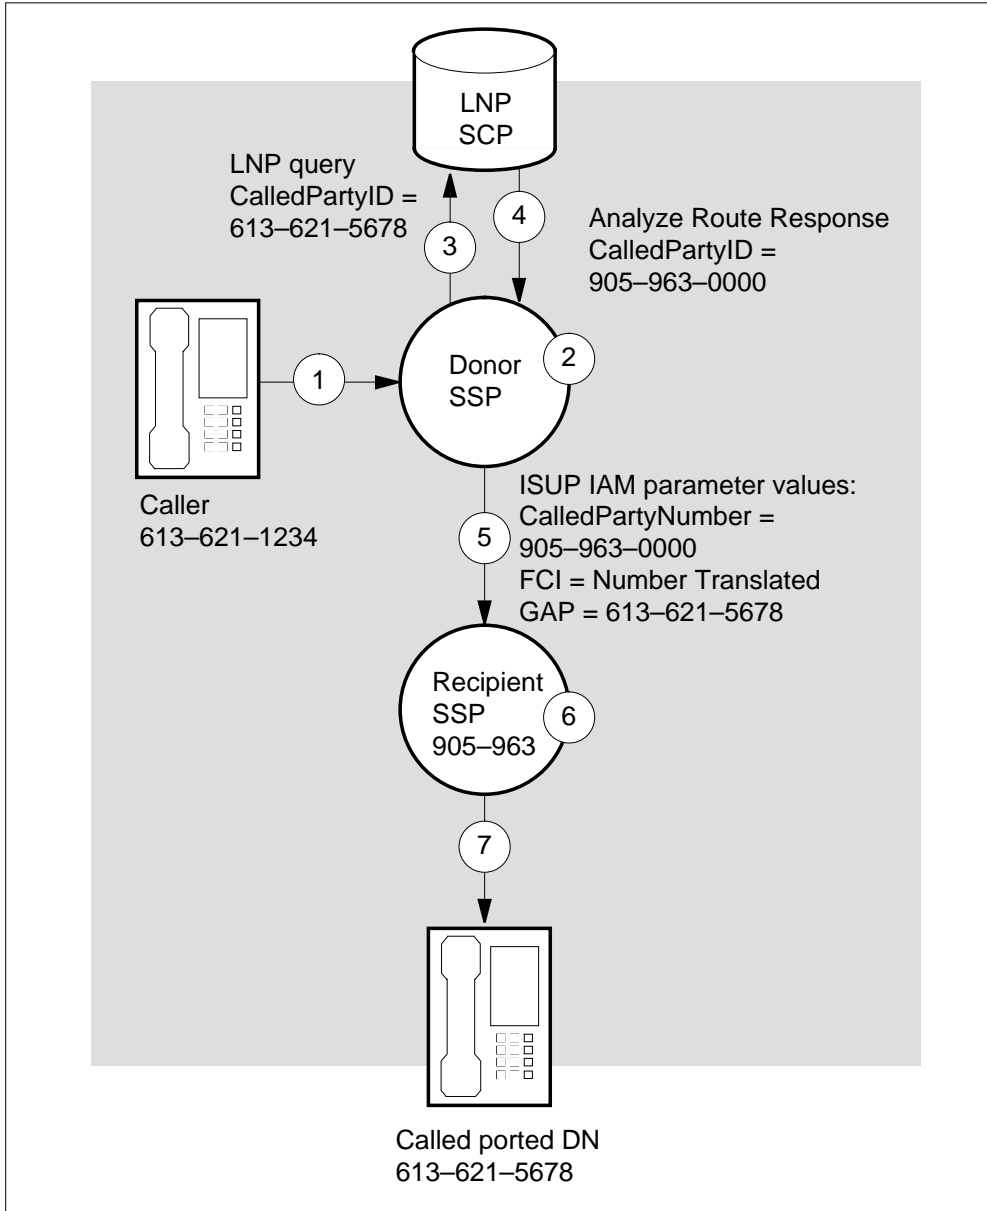 LNP
SCP
LNP query
CalledPartyID =
613–621–5678
3
4
Analyze Route Response
CalledPartyID =
905–963–0000
1
Donor
SSP
2
Caller
613–621–1234
5
ISUP IAM parameter values:
CalledPartyNumber =
905–963–0000
FCI = Number Translated
GAP = 613–621–5678
Recipient
SSP
905–963
6
7
Called ported DN
613–621–5678